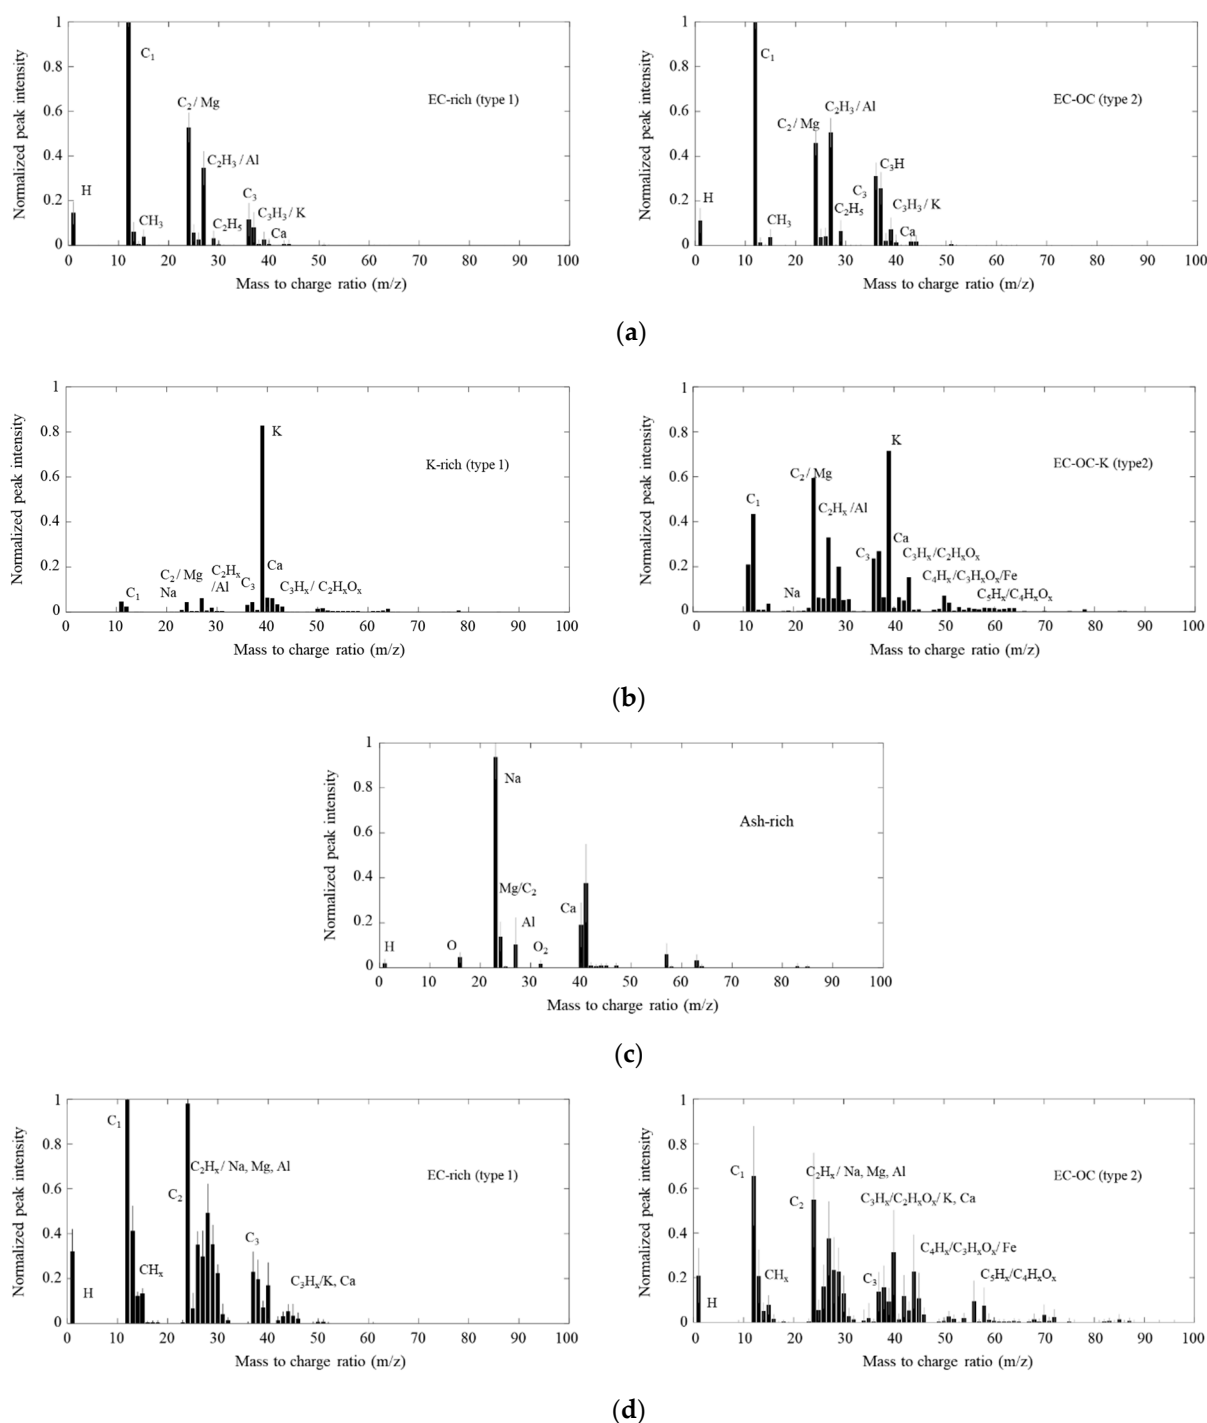 Normalized peak intensity
1
0.8
0.6
0.4
0.2
0
H
C₁
CH₃
C₂ / Mg
C₂H₃ / Al
C₂H₅
C₃
C₃H₃ / K
Ca
EC-rich (type 1)
0 10 20 30 40 50 60 70 80 90 100
Mass to charge ratio (m/z)
Normalized peak intensity
1
0.8
0.6
0.4
0.2
0
H
C₁
CH₃
C₂ / Mg
C₂H₃ / Al
C₂H₅
C₃
C₃H
C₃H₃ / K
Ca
EC-OC (type 2)
0 10 20 30 40 50 60 70 80 90 100
Mass to charge ratio (m/z)
(a)
Normalized peak intensity
1
0.8
0.6
0.4
0.2
0
C₁
C₂ / Mg
Na
C₂Hₓ
/Al
C₃
K
Ca
C₃Hₓ/ C₂HₓOₓ
K-rich (type 1)
0 10 20 30 40 50 60 70 80 90 100
Mass to charge ratio (m/z)
Normalized peak intensity
1
0.8
0.6
0.4
0.2
0
C₁
Na
C₂/ Mg
C₂Hₓ /Al
C₃
K
Ca
C₃Hₓ/C₂HₓOₓ
C₄Hₓ/C₃HₓOₓ/Fe
C₅Hₓ/C₄HₓOₓ
EC-OC-K (type2)
0 10 20 30 40 50 60 70 80 90 100
Mass to charge ratio (m/z)
(b)
Normalized peak intensity
1
0.8
0.6
0.4
0.2
0
H
O
Na
Mg/C₂
Al
O₂
Ca
Ash-rich
0 10 20 30 40 50 60 70 80 90 100
Mass to charge ratio (m/z)
(c)
Normalized peak intensity
1
0.8
0.6
0.4
0.2
0
H
C₁
CHₓ
C₂
C₂Hₓ/ Na, Mg, Al
C₃
C₃Hₓ/K, Ca
EC-rich (type 1)
0 10 20 30 40 50 60 70 80 90 100
Mass to charge ratio (m/z)
Normalized peak intensity
1
0.8
0.6
0.4
0.2
0
H
C₁
CHₓ
C₂
C₂Hₓ/ Na, Mg, Al
C₃
C₃Hₓ/C₂HₓOₓ/ K, Ca
C₄Hₓ/C₃HₓOₓ/ Fe
C₅Hₓ/C₄HₓOₓ
EC-OC (type 2)
0 10 20 30 40 50 60 70 80 90 100
Mass to charge ratio (m/z)
(d)